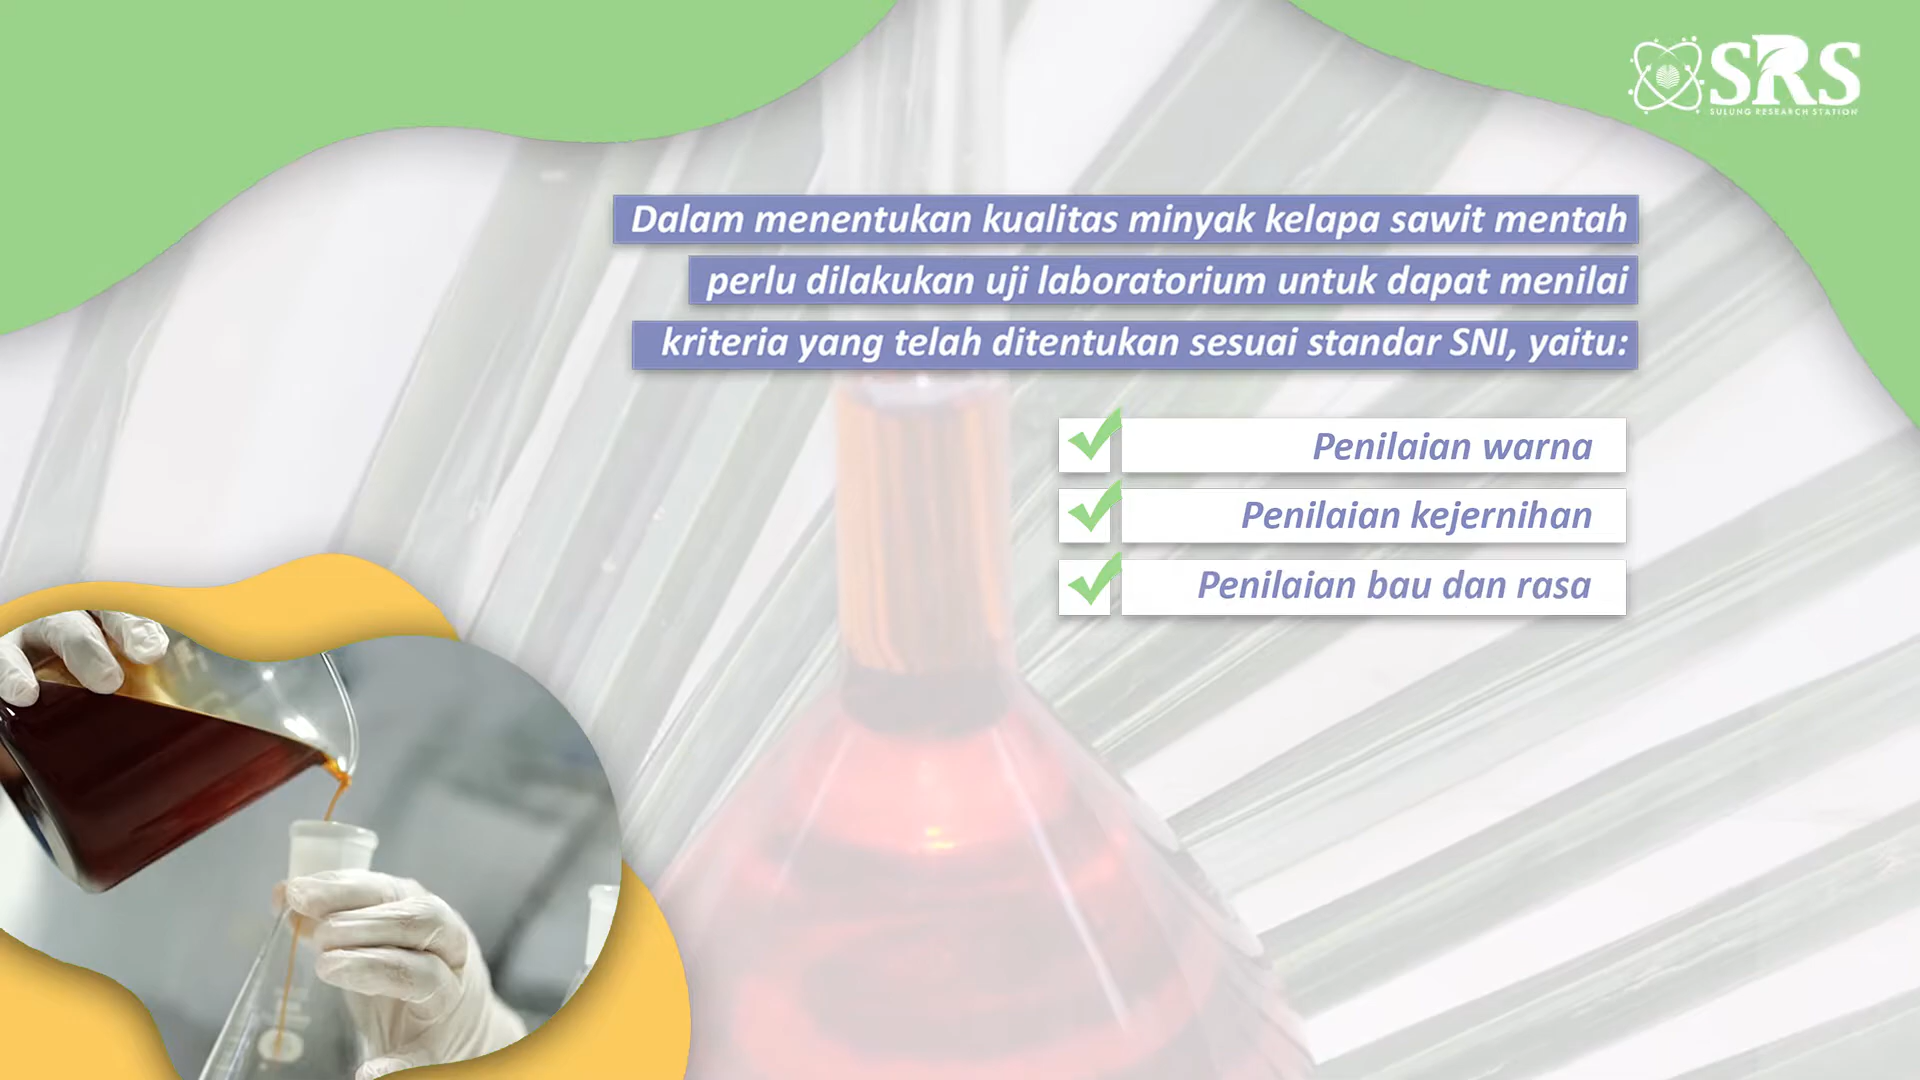 SRS
SULUNG RESEARCH STATION
Dalam menentukan kualitas minyak kelapa sawit mentah
perlu dilakukan uji laboratorium untuk dapat menilai
kriteria yang telah ditentukan sesuai standar SNI, yaitu:
Penilaian warna
Penilaian kejernihan
Penilaian bau dan rasa